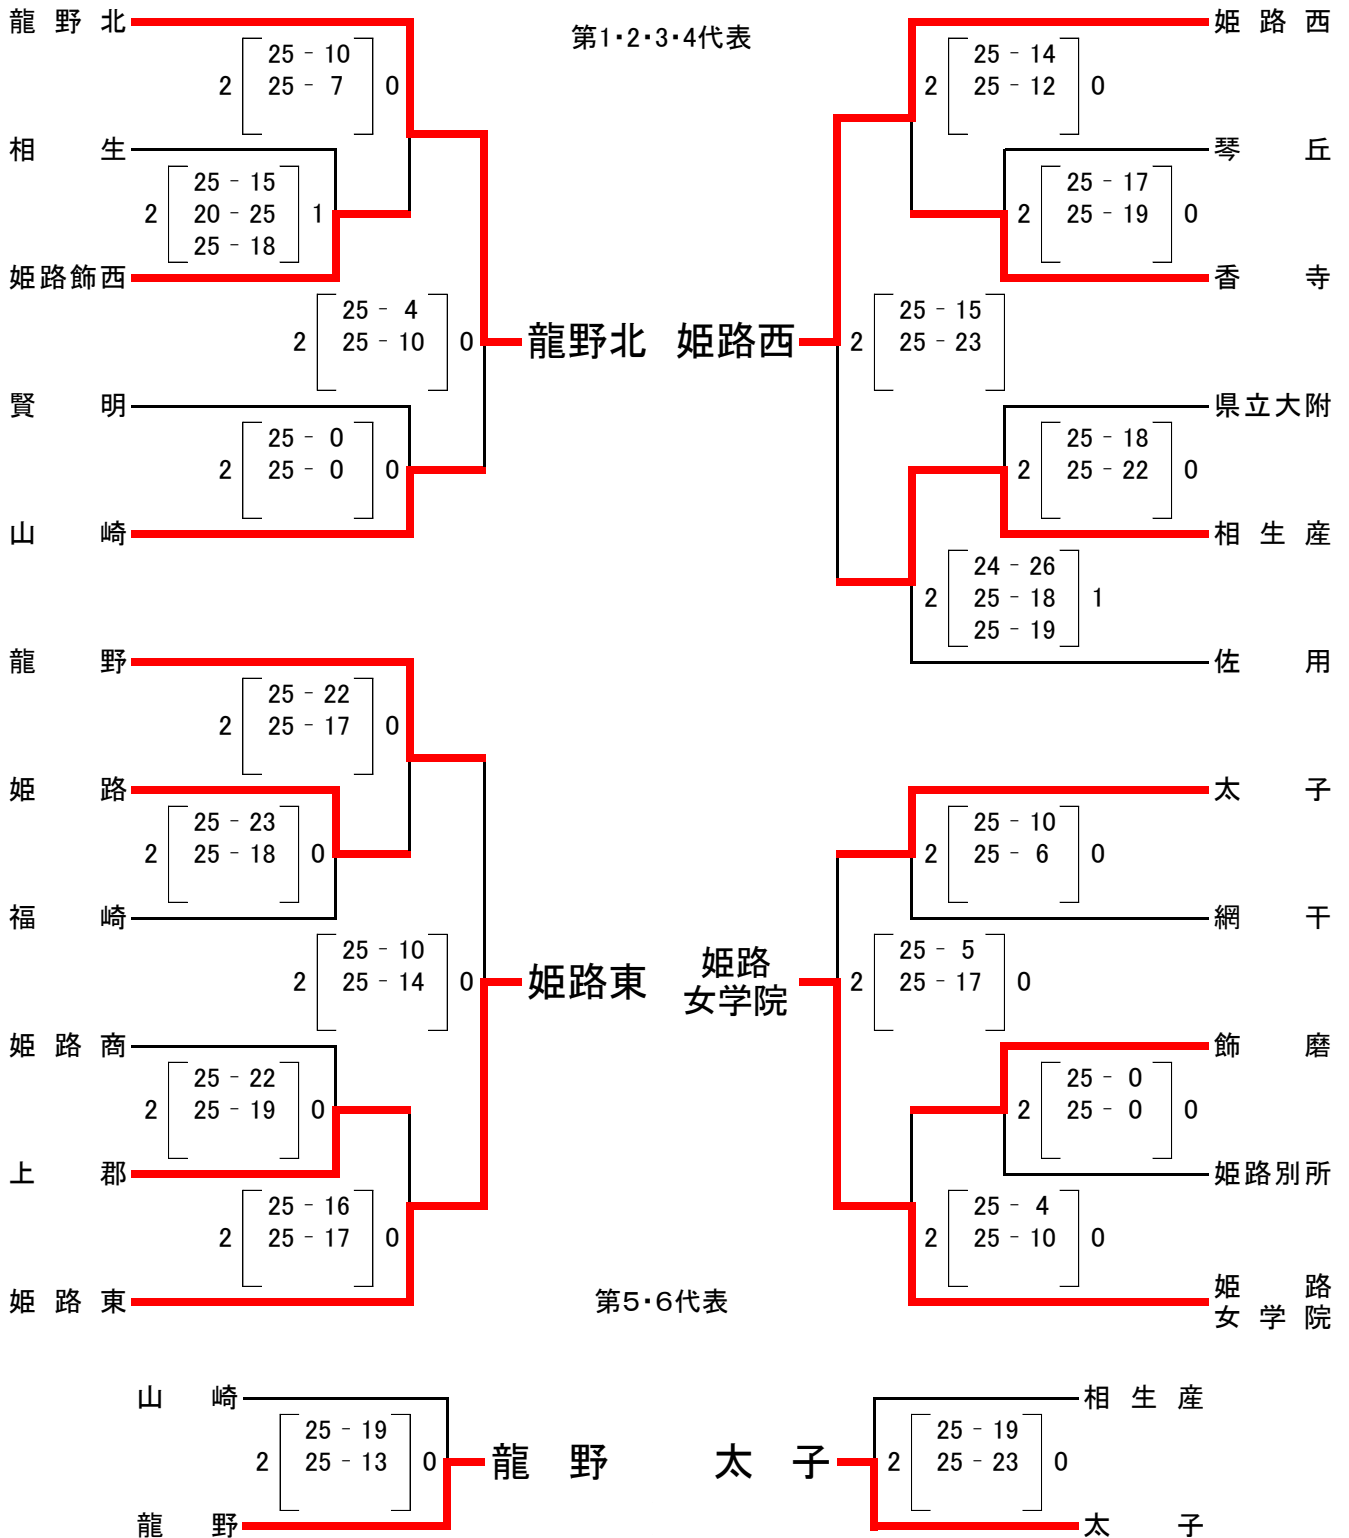 龍野北
第1・2・3・4代表
姫路西
25 - 10
2 25 - 7 0
25 - 14
2 25 - 12 0
相生
琴丘
25 - 15
2 20 - 25 1
25 - 18
25 - 17
2 25 - 19 0
姫路飾西
香寺
25 - 4
2 25 - 10 0
龍野北 姫路西
25 - 15
2 25 - 23
賢明
県立大附
25 - 0
2 25 - 0 0
25 - 18
2 25 - 22 0
山崎
相生産
24 - 26
2 25 - 18 1
25 - 19
龍野
佐用
25 - 22
2 25 - 17 0
姫路
太子
25 - 23
2 25 - 18 0
25 - 10
2 25 - 6 0
福崎
網干
25 - 10
2 25 - 14 0
姫路東
姫路
女学院
25 - 5
2 25 - 17 0
姫路商
飾磨
25 - 22
2 25 - 19 0
25 - 0
2 25 - 0 0
上郡
姫路別所
25 - 16
2 25 - 17 0
25 - 4
2 25 - 10 0
姫路東
第5・6代表
姫路
女学院
山崎
相生産
25 - 19
2 25 - 13 0
龍野
太子
25 - 19
2 25 - 23 0
龍野
太子